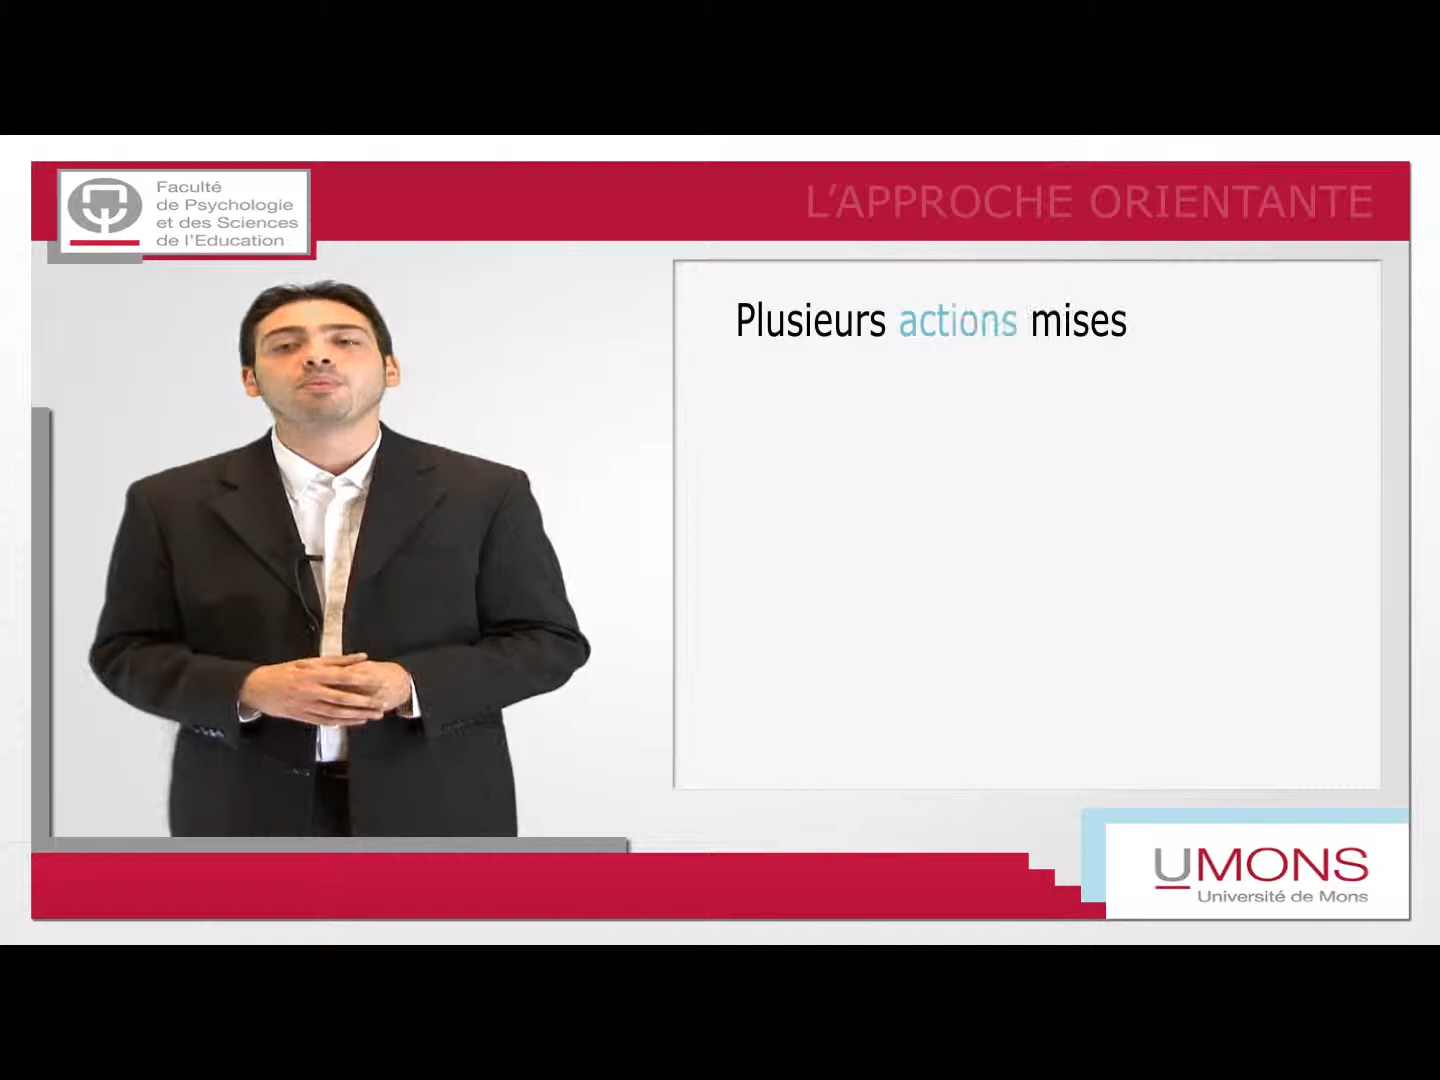 Faculté
de Psychologie
et des Sciences
de l'Education
L'APPROCHE ORIENTANTE
Plusieurs actions mises
UMONS
Université de Mons